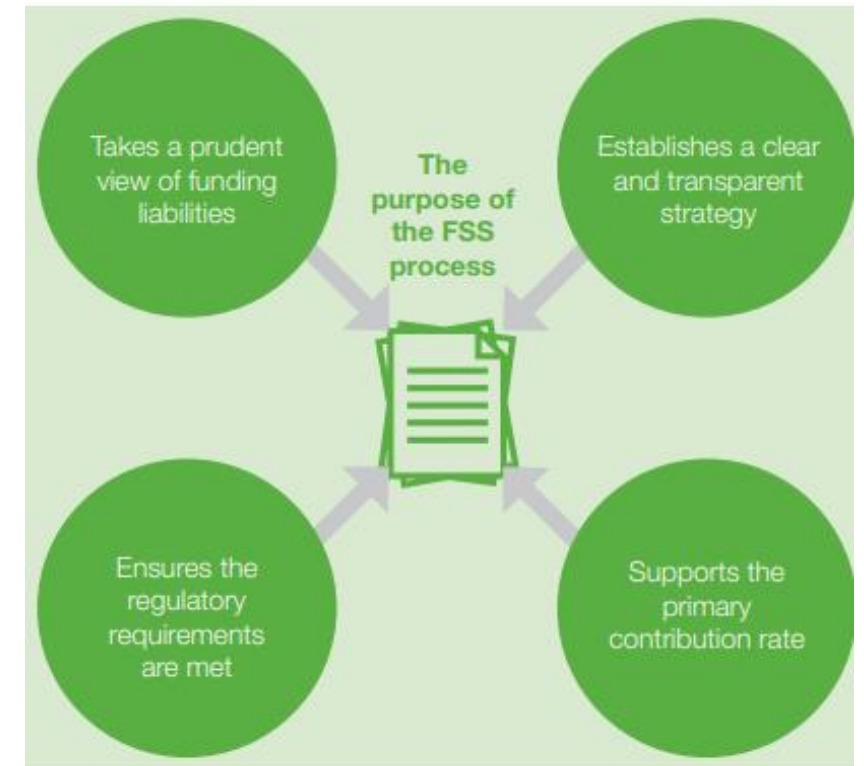 Takes a prudent
view of funding
liabilities
The
purpose of
the FSS
process
Establishes a clear
and transparent
strategy
Ensures the
regulatory
requirements
are met
Supports the
primary
contribution rate